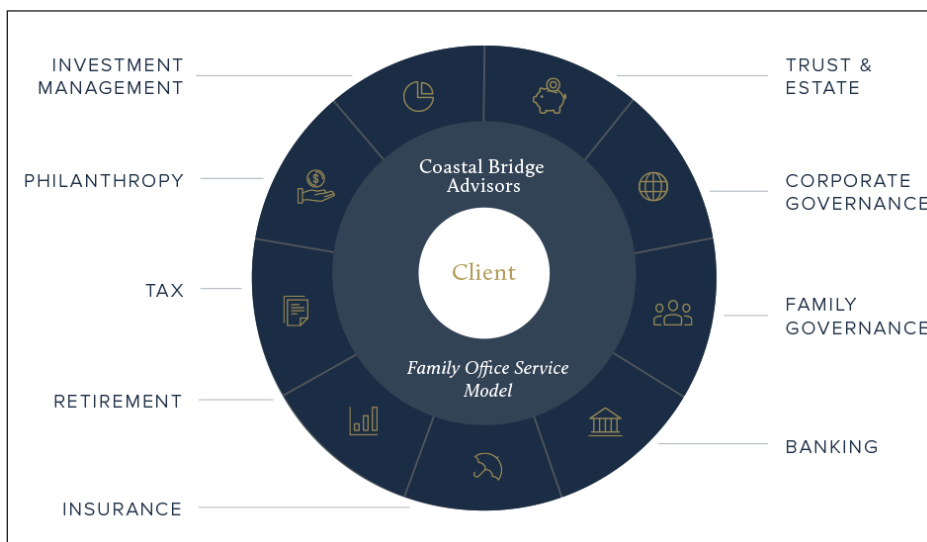 INVESTMENT
MANAGEMENT
PHILANTHROPY
TAX
RETIREMENT
INSURANCE
Coastal Bridge
Advisors
Client
Family Office Service
Model
TRUST &
ESTATE
CORPORATE
GOVERNANCE
FAMILY
GOVERNANCE
BANKING
$